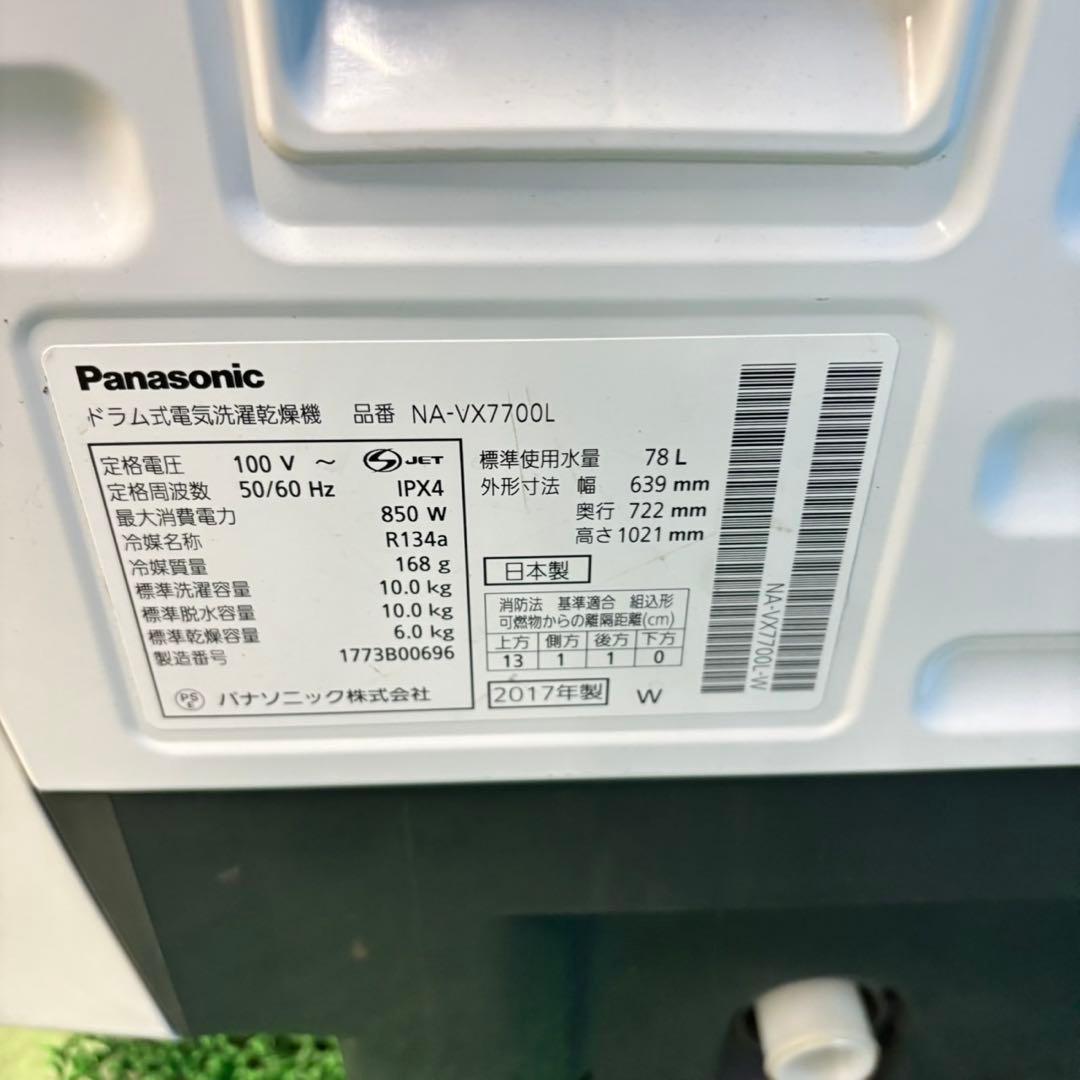 Panasonic
ドラム式電気洗濯乾燥機 品番 NA-VX7700L
定格電圧 100 V ～ JET
定格周波数 50/60 Hz IPX4
最大消費電力 850 W
冷媒名称 R134a
冷媒質量 168 g
標準洗濯容量 10.0 kg
標準脱水容量 10.0 kg
標準乾燥容量 6.0 kg
製造番号 1773B00696
PS E パナソニック株式会社
標準使用水量 78 L
外形寸法 幅 639 mm
奥行 722 mm
高さ 1021 mm
日本製
消防法 基準適合 組込形
可燃物からの離隔距離(cm)
上方 側方 後方 下方
13 1 1 0
2017年製 W
NA-VX7700L-W